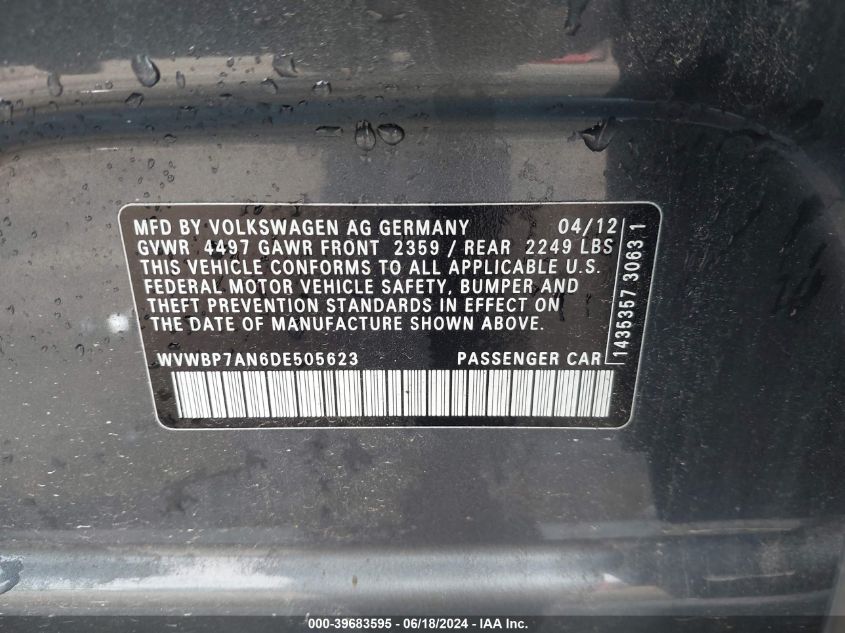 MFD BY VOLKSWAGEN AG GERMANY 04/12
GVWR 4497 GAWR FRONT 2359 / REAR 2249 LBS
THIS VEHICLE CONFORMS TO ALL APPLICABLE U.S.
FEDERAL MOTOR VEHICLE SAFETY, BUMPER AND
THEFT PREVENTION STANDARDS IN EFFECT ON
THE DATE OF MANUFACTURE SHOWN ABOVE.
WVWBP7AN6DE505623 PASSENGER CAR
1435357 3063 1
000-39683595 - 06/18/2024 - IAA Inc.